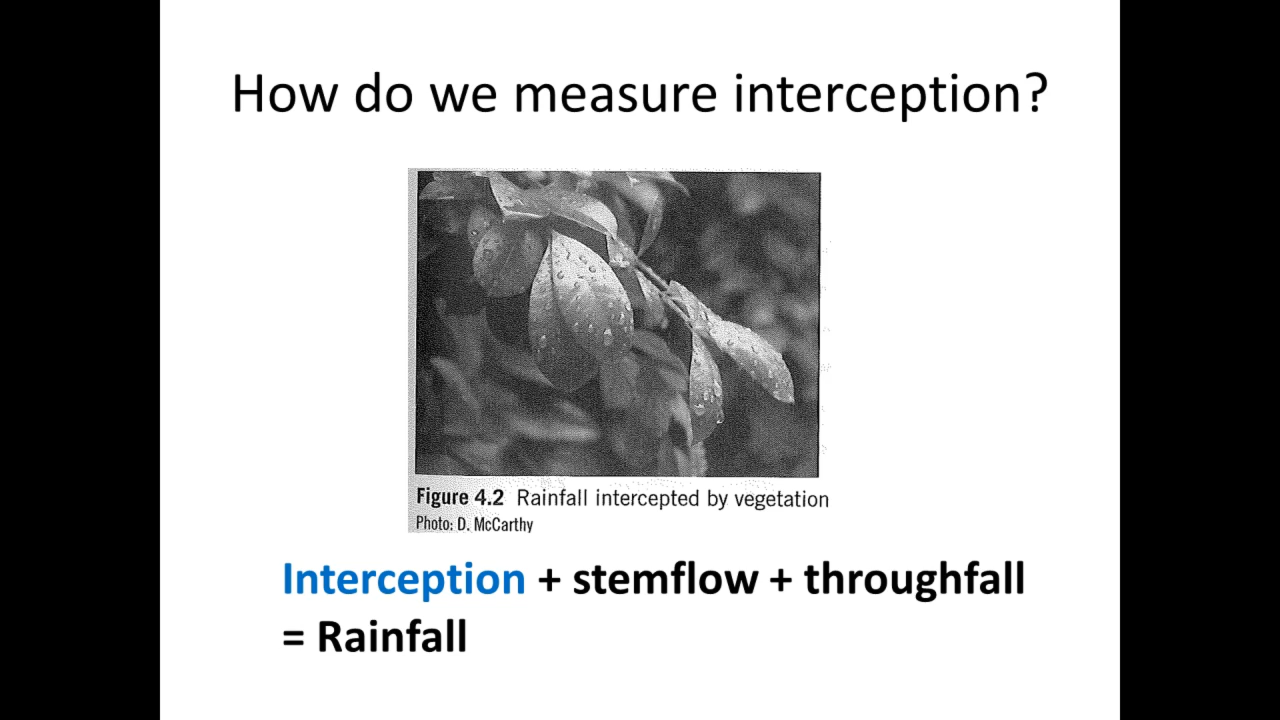 How do we measure interception?
Figure 4.2 Rainfall intercepted by vegetation
Photo: D. McCarthy
Interception + stemflow + throughfall
= Rainfall